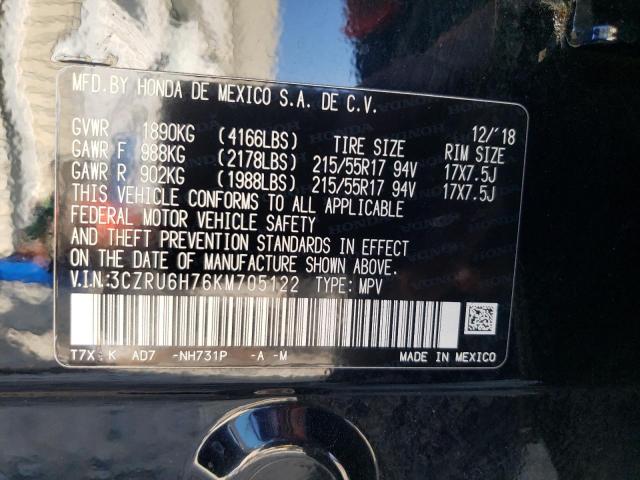 MFD. BY HONDA DE MEXICO S.A. DE C.V.
12/'18
GVWR 1890KG (4166LBS) TIRE SIZE RIM SIZE
GAWR F 988KG (2178LBS) 215/55R17 94V 17X7.5J
GAWR R 902KG (1988LBS) 215/55R17 94V 17X7.5J
THIS VEHICLE CONFORMS TO ALL APPLICABLE
FEDERAL MOTOR VEHICLE SAFETY
AND THEFT PREVENTION STANDARDS IN EFFECT
ON THE DATE OF MANUFACTURE SHOWN ABOVE.
V.I.N.:3CZRU6H76KM705122 TYPE: MPV
T7X K AD7 -NH731P -A -M
MADE IN MEXICO